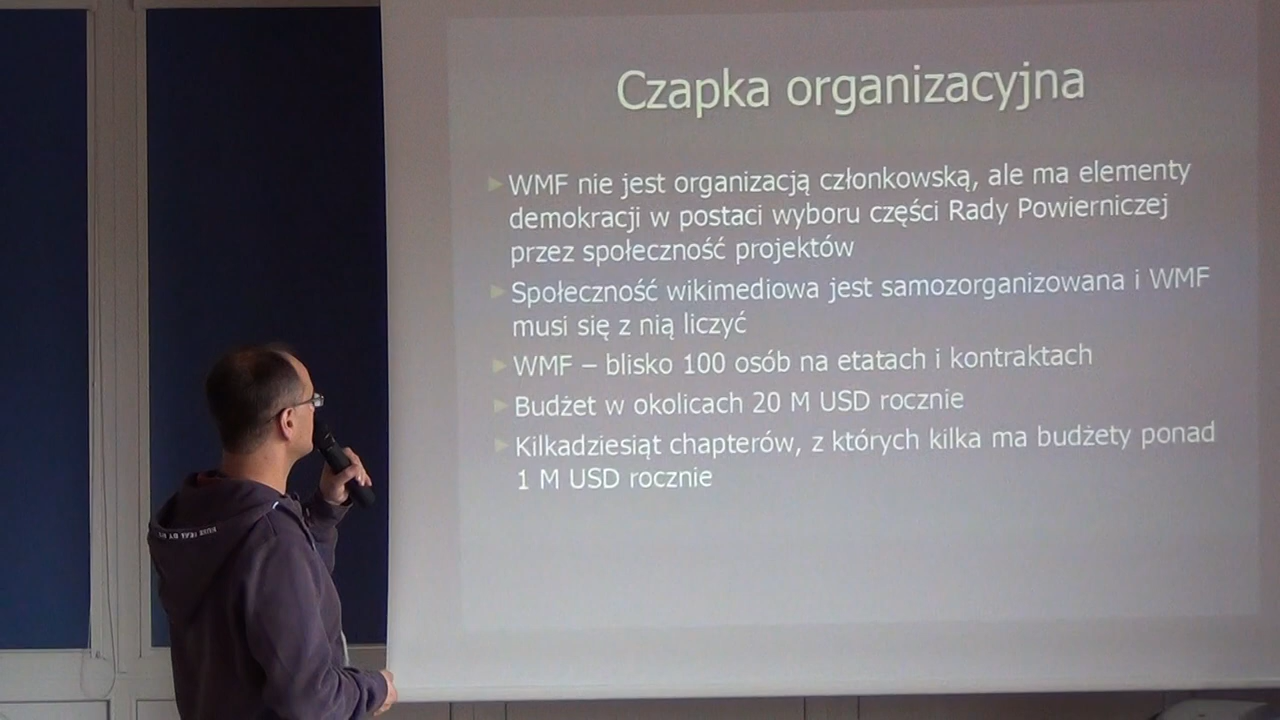 Czapka organizacyjna
WMF nie jest organizacją członkowską, ale ma elementy
demokracji w postaci wyboru części Rady Powierniczej
przez społeczność projektów
Społeczność wikimediowa jest samozorganizowana i WMF
musi się z nią liczyć
WMF – blisko 100 osób na etatach i kontraktach
Budżet w okolicach 20 M USD rocznie
Kilkadziesiąt chapterów, z których kilka ma budżety ponad
1 M USD rocznie